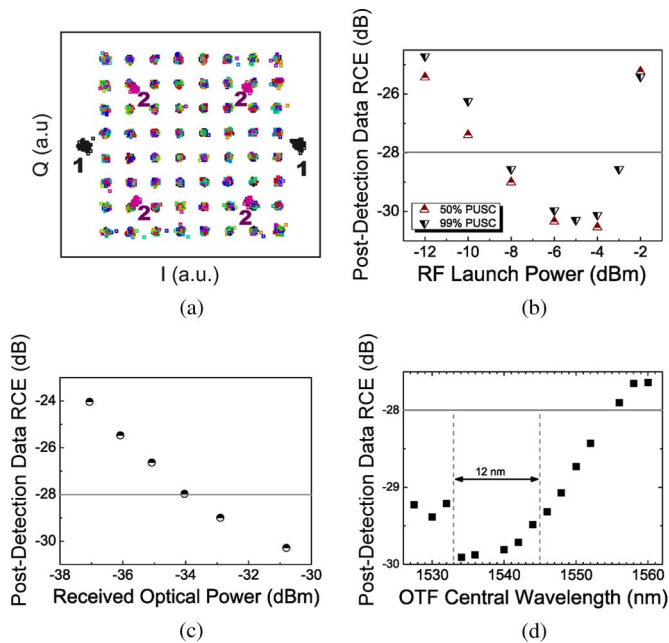 Q (a.u)
2
2
1
1
2
2
I (a.u.)
(a)
Post-Detection Data RCE (dB)
-26
-28
-30
50% PUSC
99% PUSC
-12 -10 -8 -6 -4 -2
RF Launch Power (dBm)
(b)
Post-Detection Data RCE (dB)
-24
-26
-28
-30
-38 -36 -34 -32 -30
Received Optical Power (dBm)
(c)
Post-Detection Data RCE (dB)
-28
-29
-30
12 nm
1530 1540 1550 1560
OTF Central Wavelength (nm)
(d)